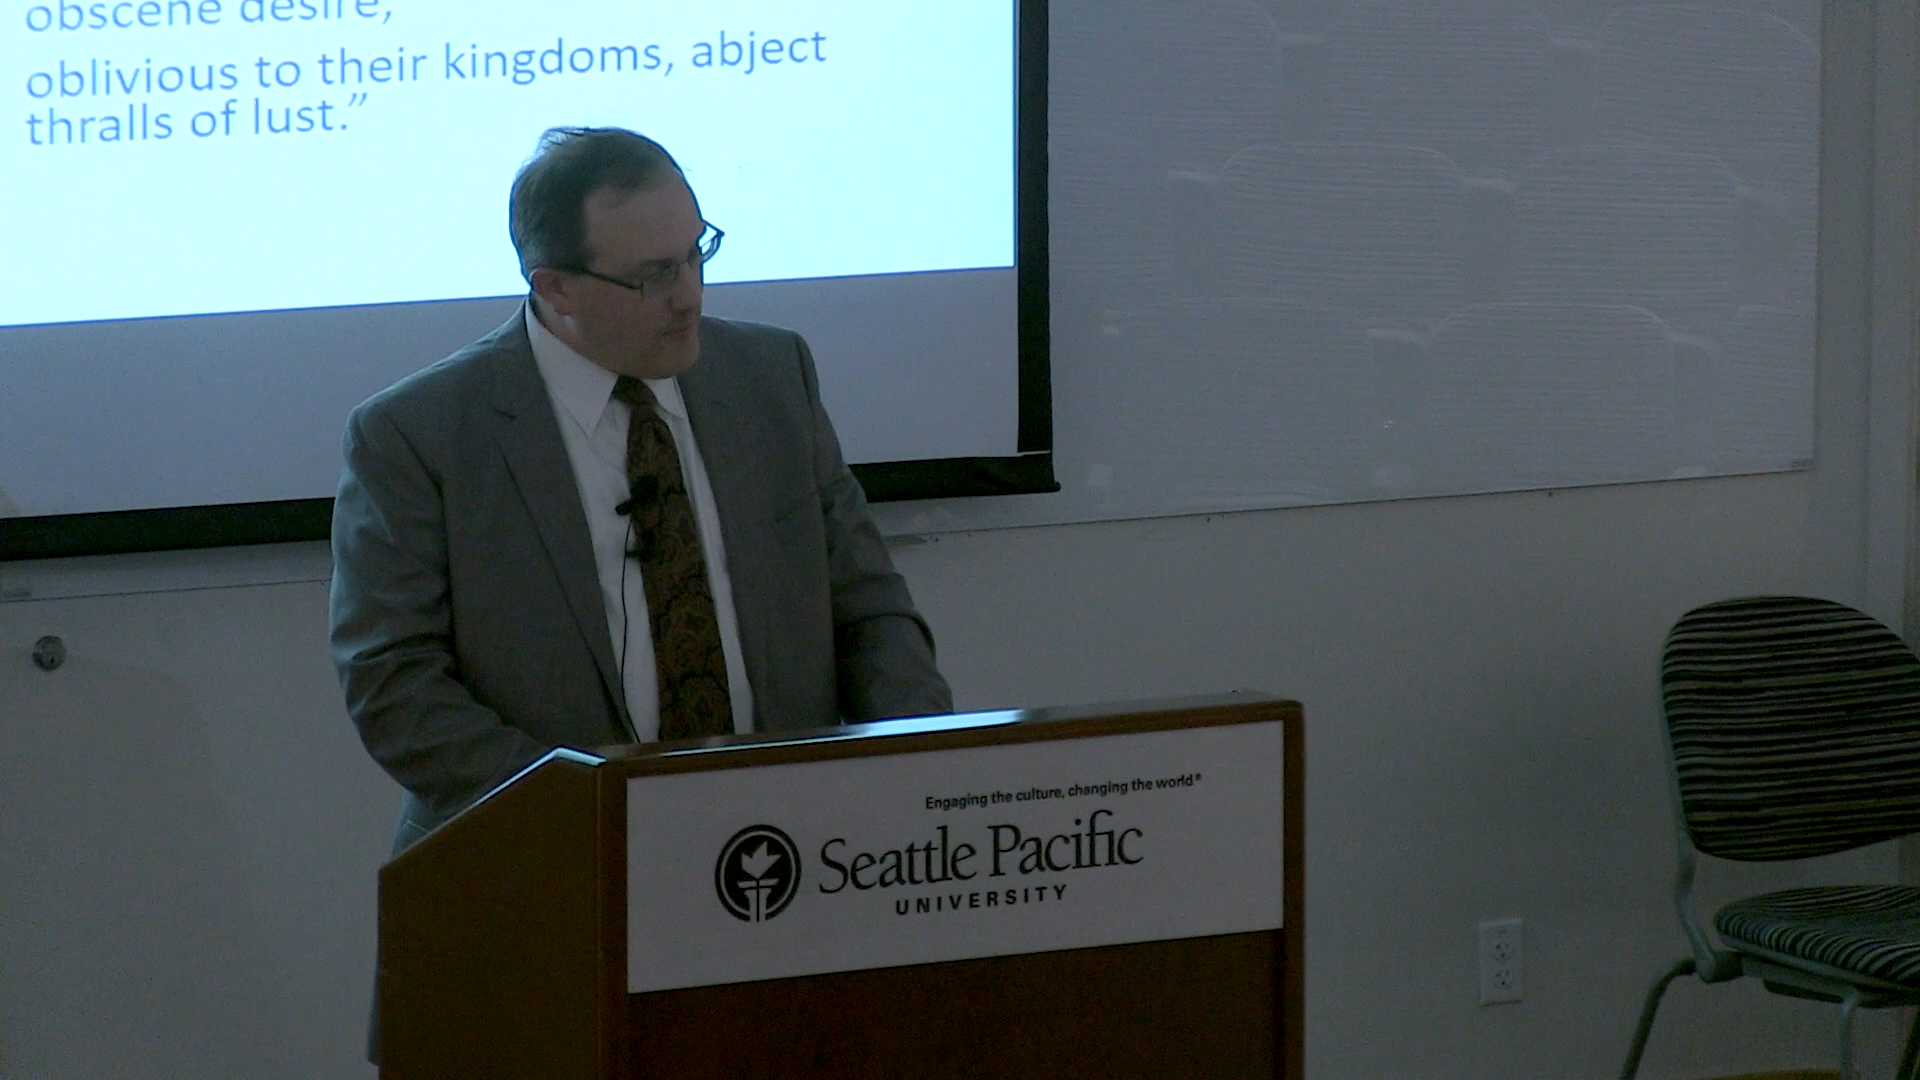 obscene desire,
oblivious to their kingdoms, abject
thralls of lust.”
Engaging the culture, changing the world®
Seattle Pacific
UNIVERSITY